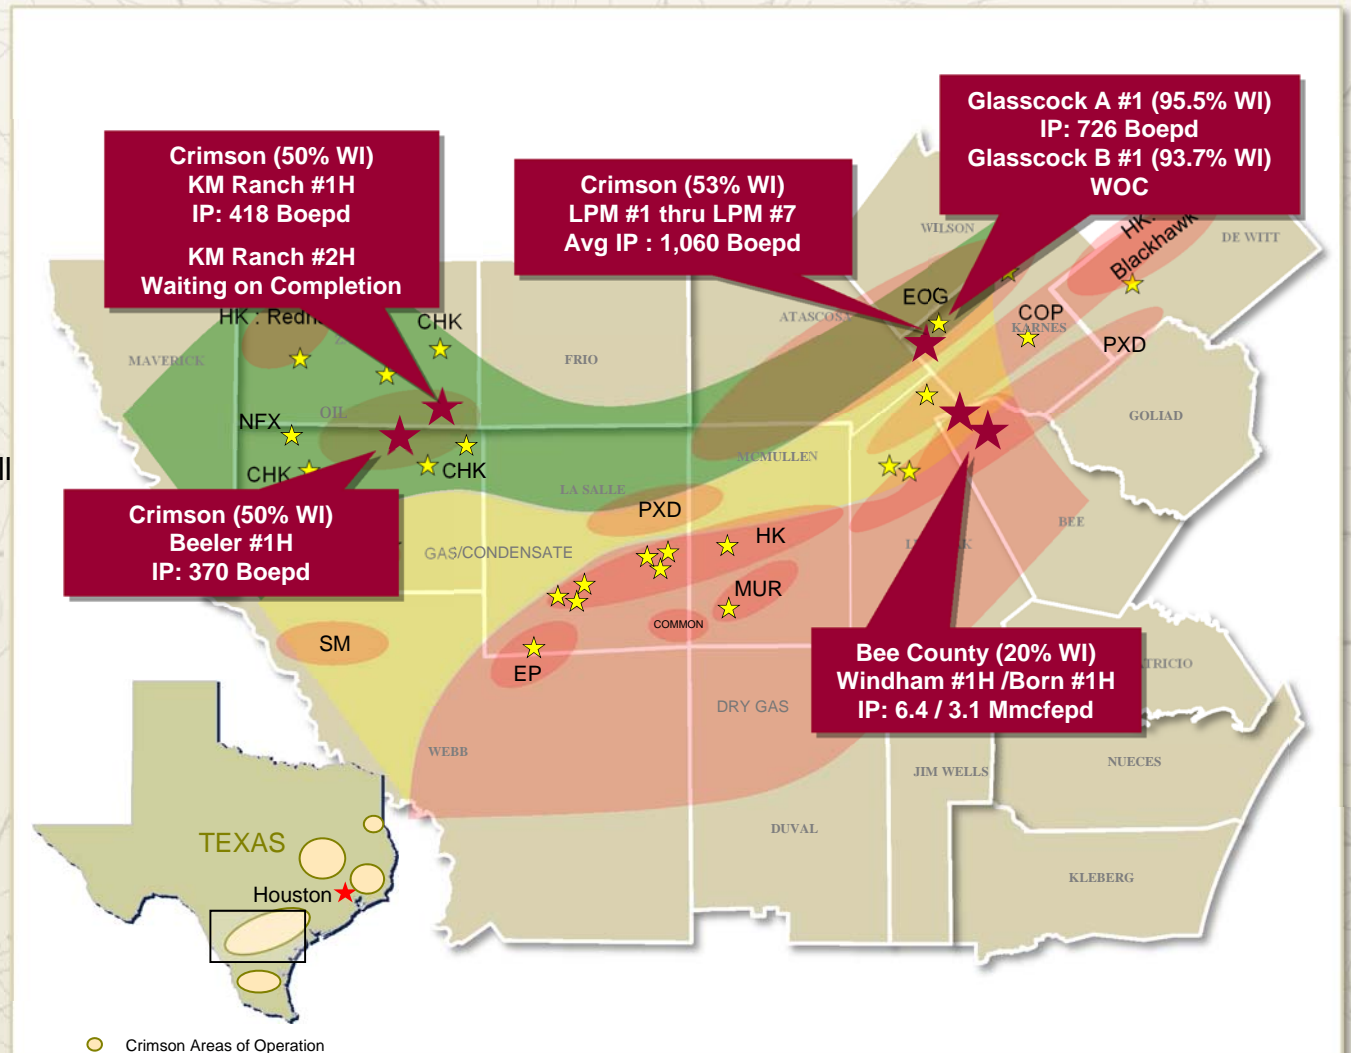 Glasscock A #1 (95.5% WI)
IP: 726 Boepd
Glasscock B #1 (93.7% WI)
WOC
Crimson (50% WI)
KM Ranch #1H
IP: 418 Boepd
KM Ranch #2H
Waiting on Completion
Crimson (53% WI)
LPM #1 thru LPM #7
Avg IP : 1,060 Boepd
WILSON
HK:
Blackhawk
DE WITT
HK :
CHK
EOG
ATASCOSA
COP
KARNES
PXD
MAVERICK
FRIO
OIL
GOLIAD
NFX
CHK
CHK
MCMULLEN
LA SALLE
PXD
Crimson (50% WI)
Beeler #1H
IP: 370 Boepd
GAS/CONDENSATE
HK
BEE
MUR
COMMON
SM
EP
Bee County (20% WI)
Windham #1H /Born #1H
IP: 6.4 / 3.1 Mmcfepd
DRY GAS
WEBB
JIM WELLS
NUECES
DUVAL
KLEBERG
TEXAS
Houston
Crimson Areas of Operation